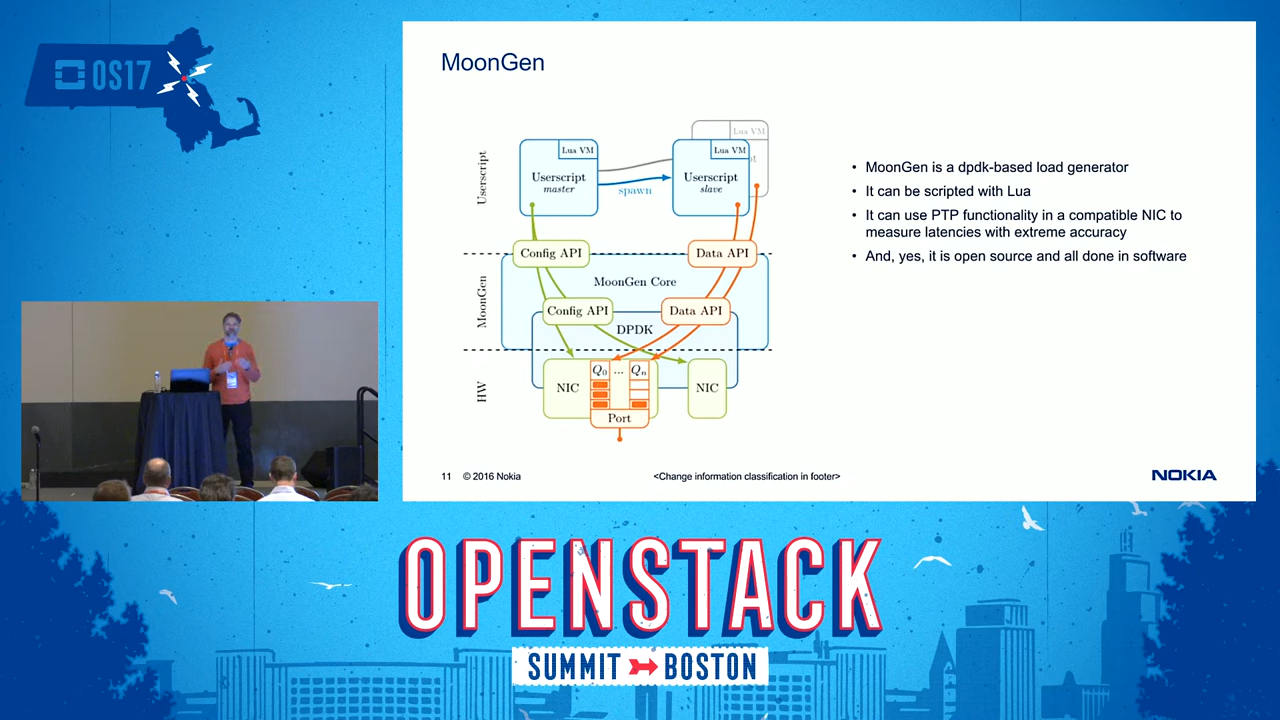 OS17
MoonGen
Userscript
Lua VM
Userscript
master
spawn
Lua VM
Userscript
slave
Lua VM
Config API
Data API
MoonGen
MoonGen Core
Config API
Data API
DPDK
HW
NIC
Q0 ... Qn
NIC
Port
• MoonGen is a dpdk-based load generator
• It can be scripted with Lua
• It can use PTP functionality in a compatible NIC to
measure latencies with extreme accuracy
• And, yes, it is open source and all done in software
11 © 2016 Nokia
<Change information classification in footer>
NOKIA
OPENSTACK
SUMMIT BOSTON